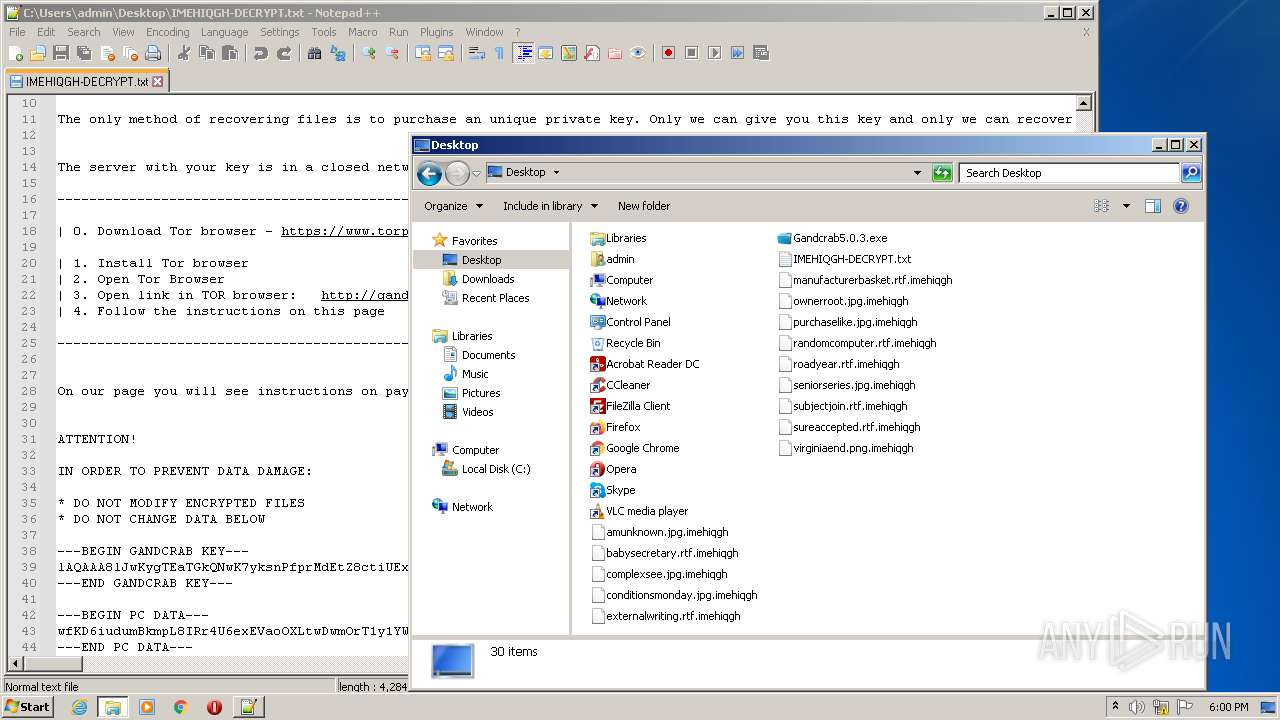 C:\Users\admin\Desktop\IMEHIQGH-DECRYPT.txt - Notepad++
File Edit Search View Encoding Language Settings Tools Macro Run Plugins Window ? X
IMEHIQGH-DECRYPT.txt
10
11 The only method of recovering files is to purchase an unique private key. Only we can give you this key and only we can recover
12
13
14 The server with your key is in a closed netw
15
16 ----------------------------------------
17
18 | 0. Download Tor browser - https://www.torp
19
20 | 1. Install Tor browser
21 | 2. Open Tor Browser
22 | 3. Open link in TOR browser: http://gand
23 | 4. Follow the instructions on this page
24
25 ----------------------------------------
26
27
28 On our page you will see instructions on pay
29
30
31 ATTENTION!
32
33 IN ORDER TO PREVENT DATA DAMAGE:
34
35 * DO NOT MODIFY ENCRYPTED FILES
36 * DO NOT CHANGE DATA BELOW
37
38 ---BEGIN GANDCRAB KEY---
39
40 ---END GANDCRAB KEY---
41
42 ---BEGIN PC DATA---
43
44 ---END PC DATA---
Normal text file length : 4,284
Desktop
Desktop
Search Desktop
Organize Include in library New folder
Favorites
Desktop
Downloads
Recent Places
Libraries
Documents
Music
Pictures
Videos
Computer
Local Disk (C:)
Network
Libraries
admin
Computer
Network
Control Panel
Recycle Bin
Acrobat Reader DC
CCleaner
FileZilla Client
Firefox
Google Chrome
Opera
Skype
VLC media player
amunknown.jpg.imehiqgh
babysecretary.rtf.imehiqgh
complexsee.jpg.imehiqgh
conditionsmonday.jpg.imehiqgh
externalwriting.rtf.imehiqgh
Gandcrab5.0.3.exe
IMEHIQGH-DECRYPT.txt
manufacturerbasket.rtf.imehiqgh
ownerroot.jpg.imehiqgh
purchaselike.jpg.imehiqgh
randomcomputer.rtf.imehiqgh
roadyear.rtf.imehiqgh
seniorseries.jpg.imehiqgh
subjectjoin.rtf.imehiqgh
sureaccepted.rtf.imehiqgh
virginiaend.png.imehiqgh
30 items
ANY RUN
Start
6:00 PM